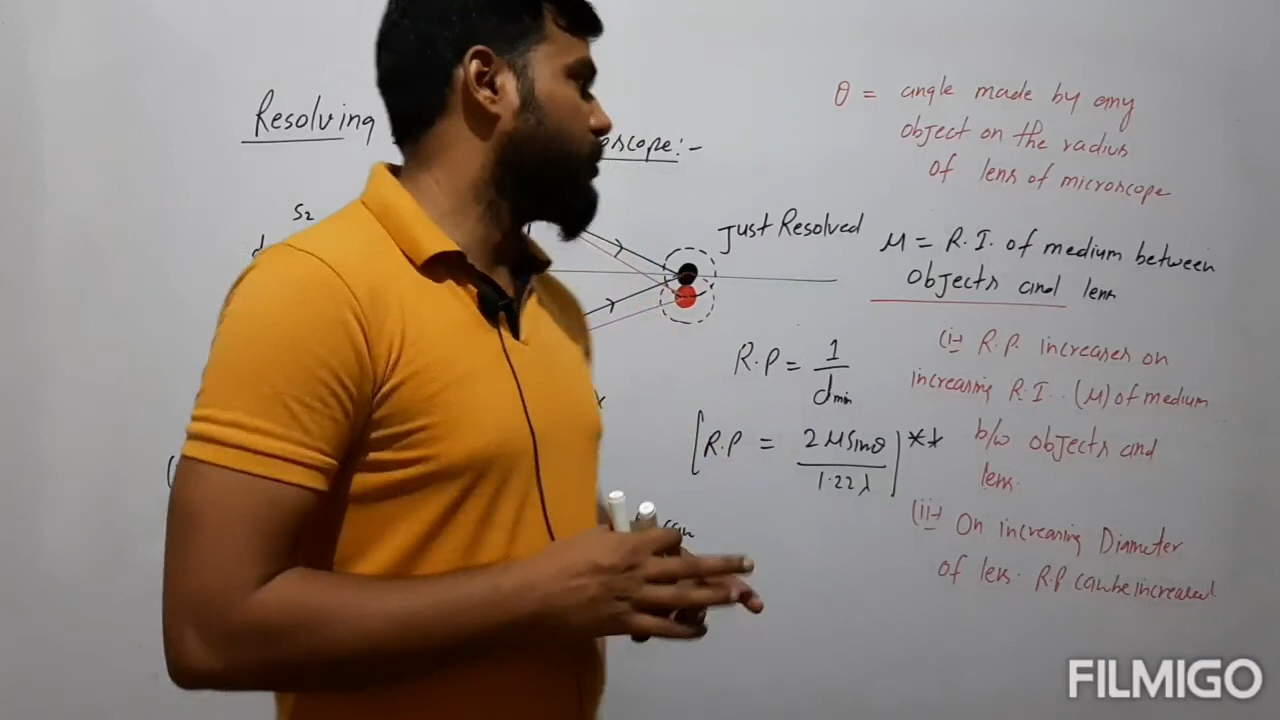 Resolving
oscope:-
S2
d
Just Resolved
R.P = 1/dmin
[R.P = 2μSinθ/1.22λ]**
θ = angle made by any
object on the radius
of lens of microscope
μ = R.I. of medium between
objects and lens
(i) R.P. increases on
increasing R.I. (μ) of medium
b/w objects and
lens.
(ii) On increasing Diameter
of lens. R.P can be increased
FILMIGO